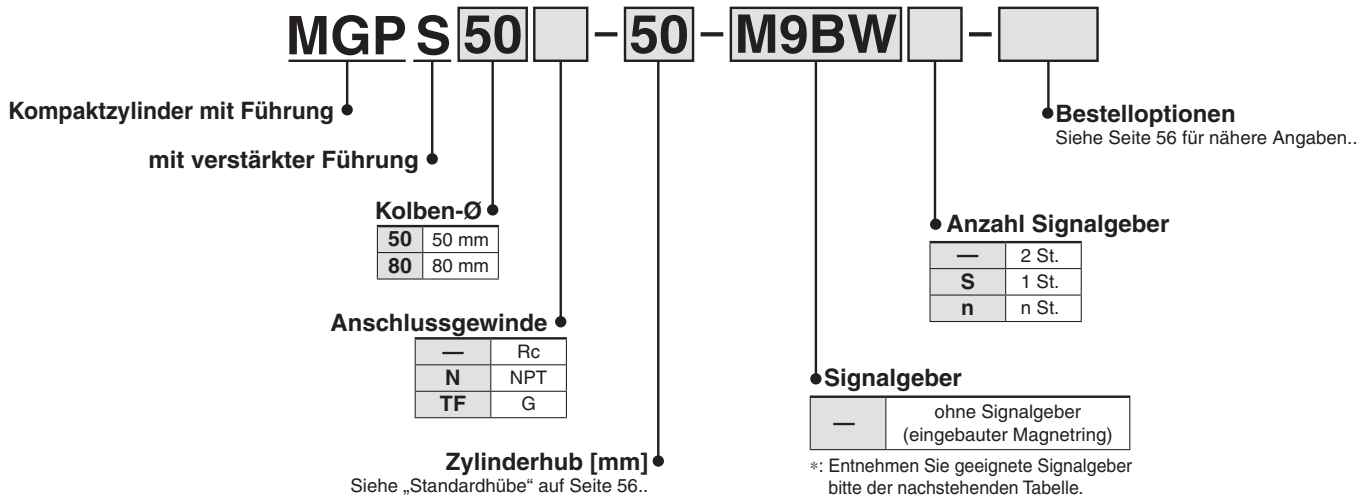 MGP S 50 – 50 – M9BW –
Kompaktzylinder mit Führung
mit verstärkter Führung
Kolben-Ø
50 50 mm
80 80 mm
Anschlussgewinde
— Rc
N NPT
TF G
Zylinderhub [mm]
Siehe „Standardhübe“ auf Seite 56..
Bestelloptionen
Siehe Seite 56 für nähere Angaben..
Anzahl Signalgeber
— 2 St.
S 1 St.
n n St.
Signalgeber
— ohne Signalgeber
(eingebauter Magnetring)
*: Entnehmen Sie geeignete Signalgeber
bitte der nachstehenden Tabelle.